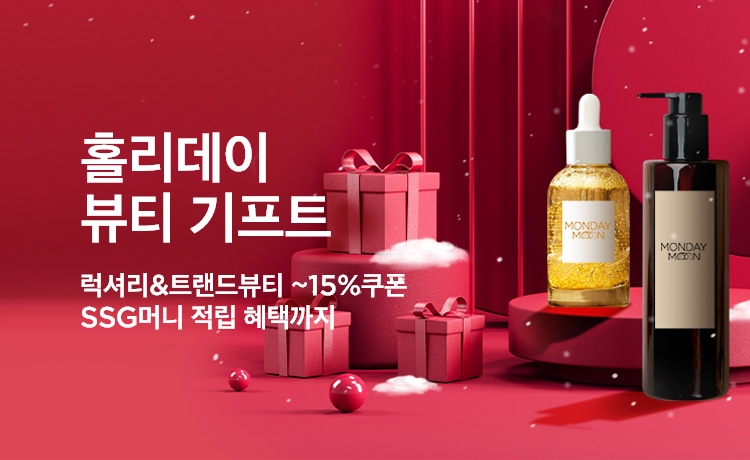 홀리데이
뷰티 기프트
럭셔리&트랜드뷰티 ~15%쿠폰
SSG머니 적립 혜택까지
MONDAY
MOON
MONDAY
MOON